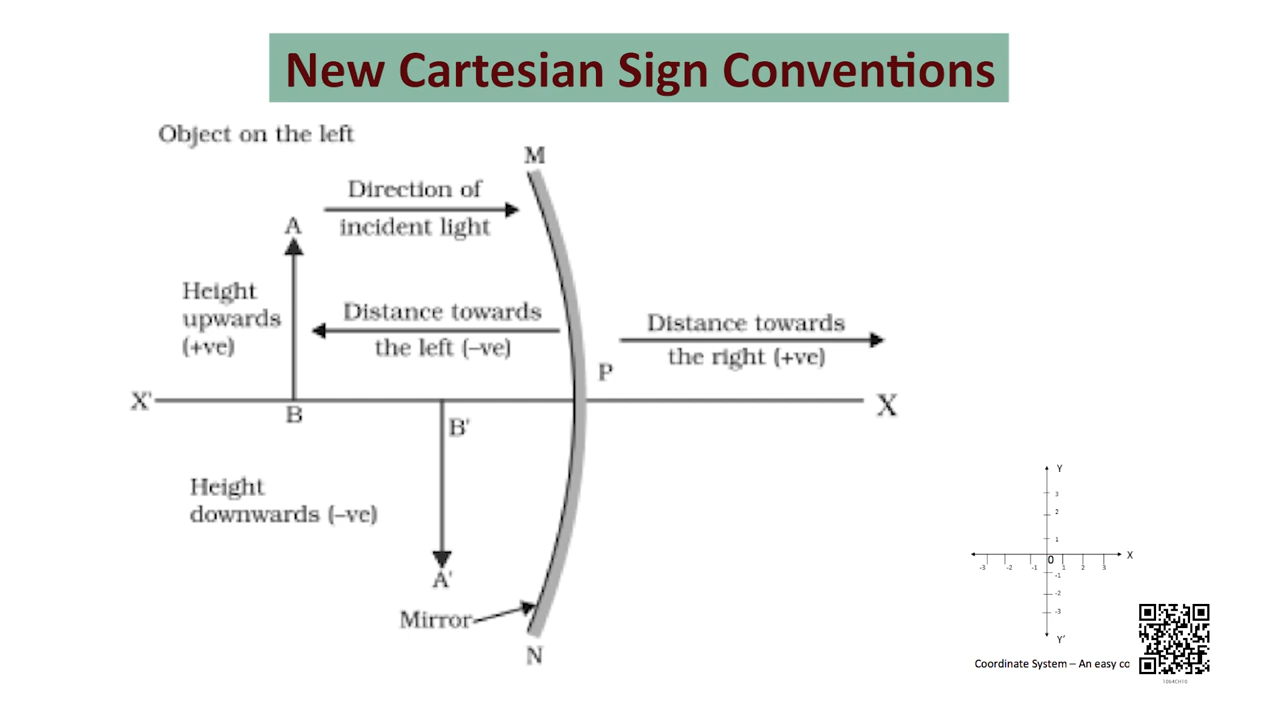 New Cartesian Sign Conventions
Object on the left
M
Direction of
incident light
A
Height
upwards
(+ve)
Distance towards
the left (–ve)
Distance towards
the right (+ve)
P
X'
X
B
B'
Height
downwards (–ve)
A'
Mirror
N
Y
3
2
1
X
0
-3
-2
-1
1
2
3
-1
-2
-3
Y'
Coordinate System – An easy co
1064CH10